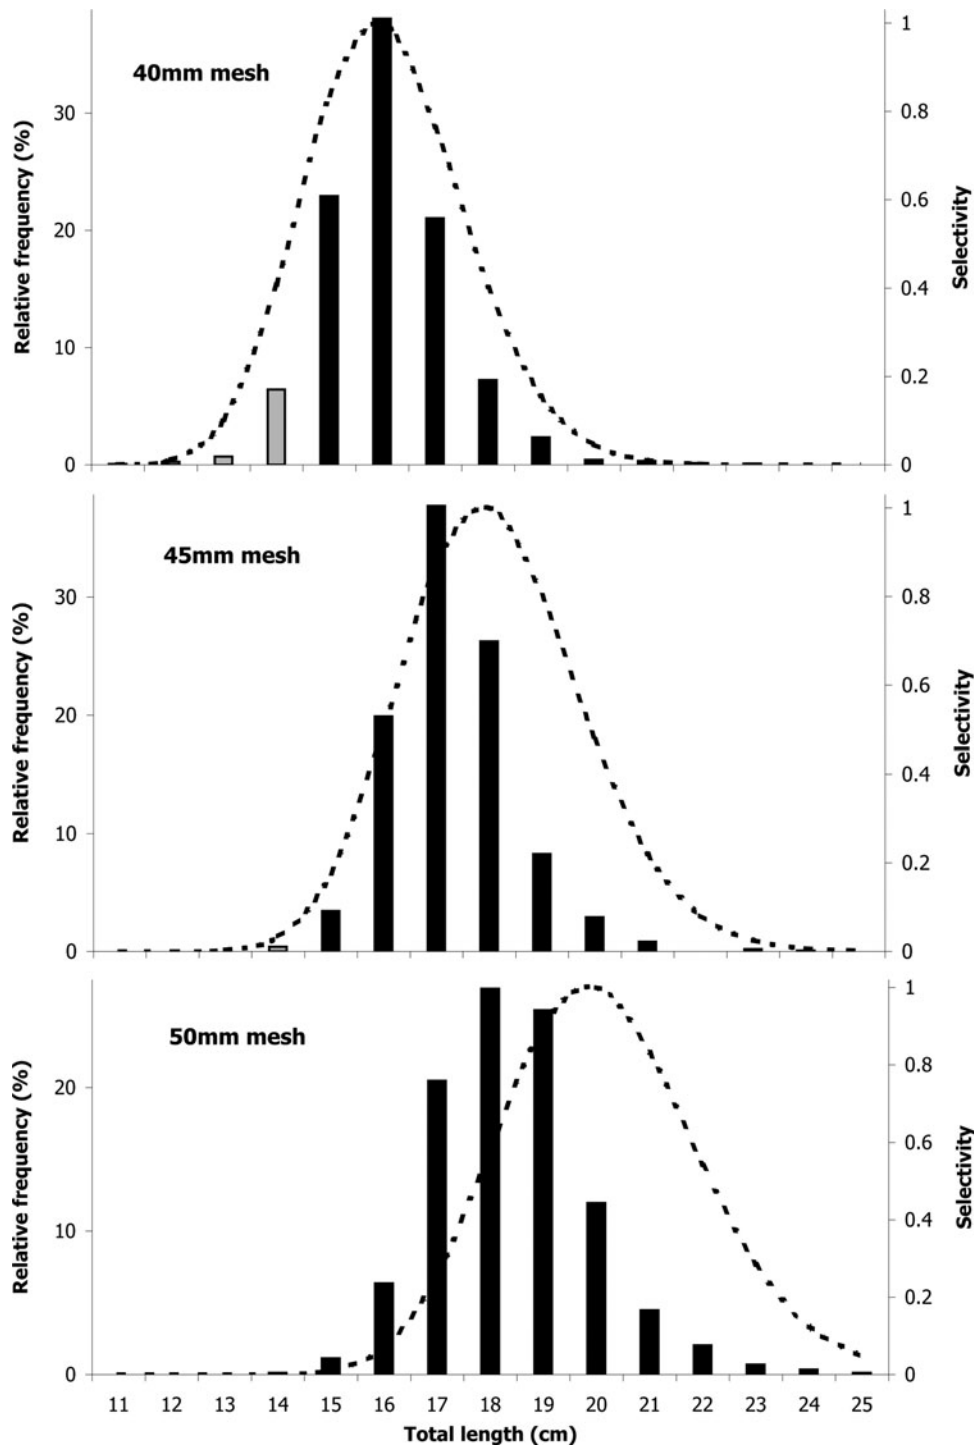 40mm mesh
Relative frequency (%)
30
20
10
0
1
0.8
0.6
0.4
0.2
0
Selectivity
45mm mesh
Relative frequency (%)
30
20
10
0
1
0.8
0.6
0.4
0.2
0
Selectivity
50mm mesh
Relative frequency (%)
20
10
0
1
0.8
0.6
0.4
0.2
0
Selectivity
11 12 13 14 15 16 17 18 19 20 21 22 23 24 25
Total length (cm)